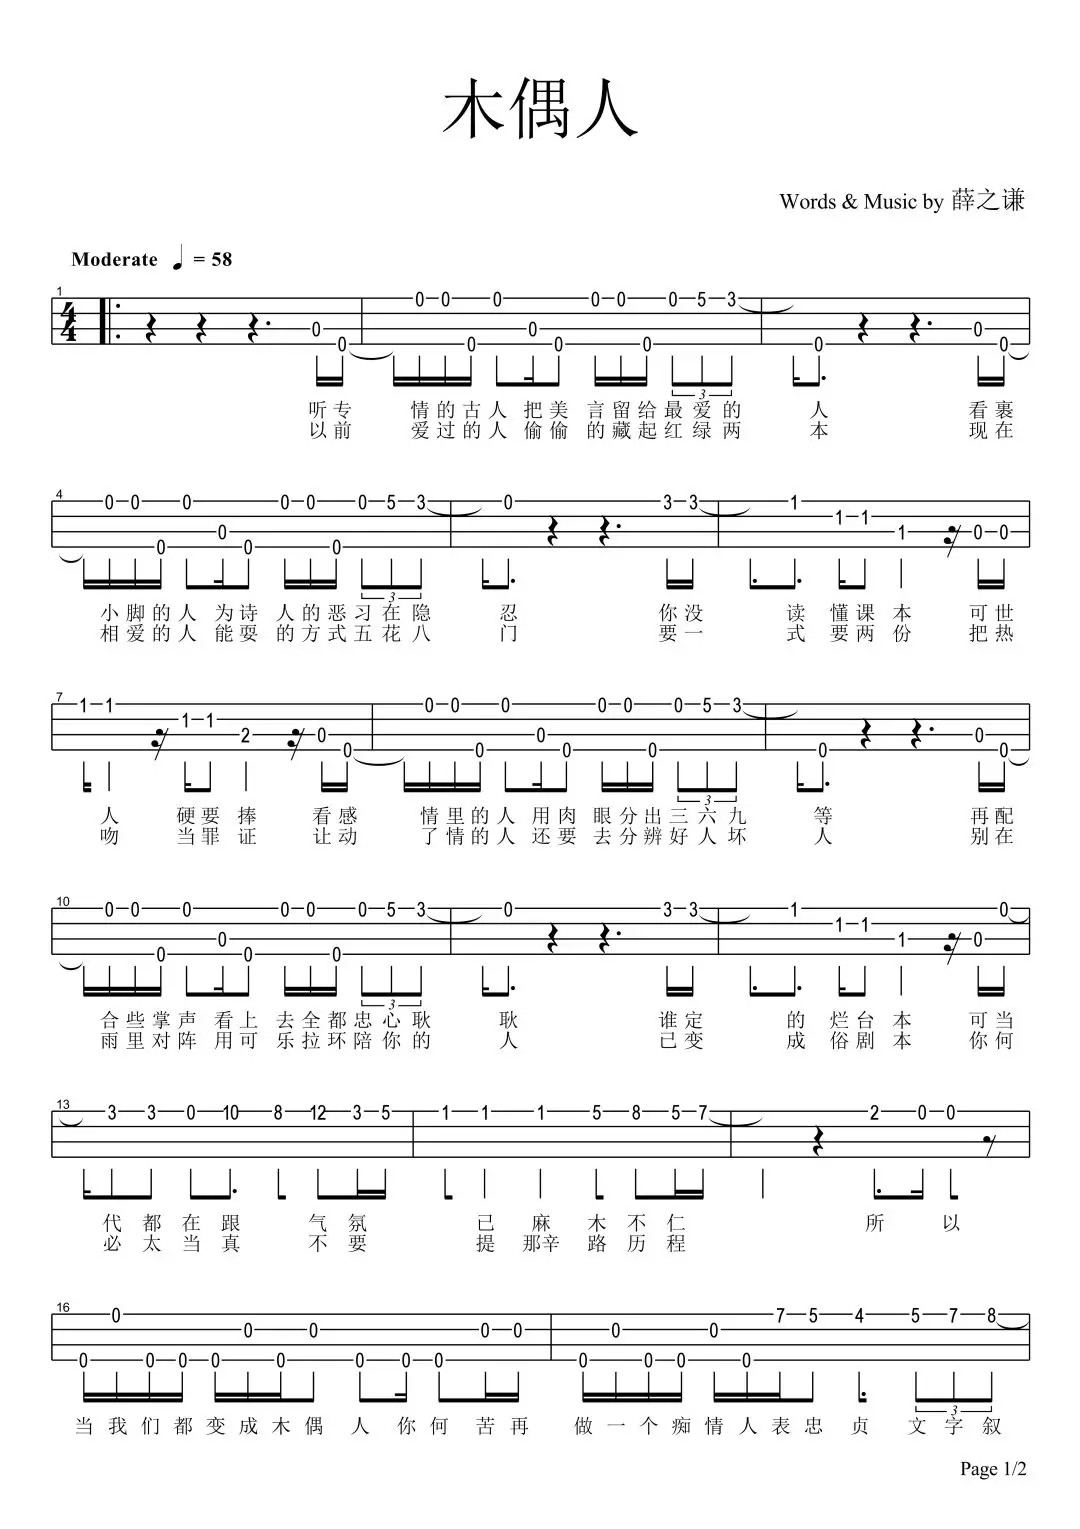 木偶人
Words & Music by 薛之谦
Moderate = 58
1
4
4
0 0 0 0 0 0 0 0 0 0 0 0 5 3 0 0 0
3
听专 情的古人把美言留给最爱的 人 看裹
以前 爱过的人偷偷的藏起红绿两 本 现在
4
0 0 0 0 0 0 0 0 0 0 5 3 0 3 3 1 1 1 1 0 0
3
小脚的人为诗人的恶习在隐 忍 你没 读懂课本 可世
相爱的人能耍的方式五花八 门 要一 式要两份 把热
7
1 1 1 1 2 0 0 0 0 0 0 0 0 0 0 0 0 5 3 0 0 0
3
人 硬要捧 看感 情里的人用肉眼分出三六九 等 再配
吻 当罪证 让动 了情的人还要去分辨好人坏 人 别在
10
0 0 0 0 0 0 0 0 0 0 5 3 0 3 3 1 1 1 1 0 0
3
合些掌声看上去全都忠心耿 耿 谁定 的烂台本 可当
雨里对阵用可乐拉环陪你的 人 已变 成俗剧本 你何
13
3 3 0 10 8 12 3 5 1 1 1 5 8 5 7 2 0 0
代都在跟 气氛 已麻木不仁 所以
必太当真 不要 提那辛路历程
16
0 0 0 0 0 0 0 0 0 0 0 0 0 0 0 0 0 0 0 7 5 4 5 7 8
3
当我们都变成木偶人你何苦再 做一个痴情人表忠贞 文字叙
Page 1/2